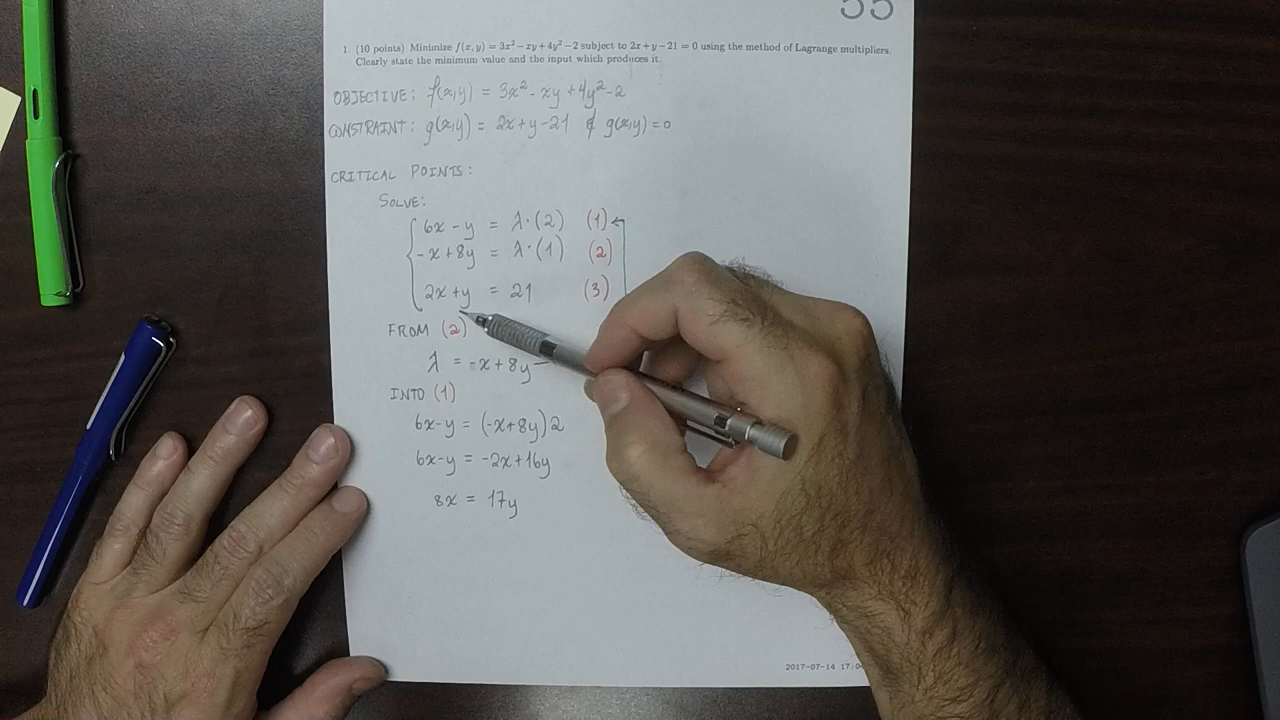 55
1. (10 points) Minimize f(x, y) = 3x² − xy + 4y² − 2 subject to 2x + y − 21 = 0 using the method of Lagrange multipliers.
Clearly state the minimum value and the input which produces it.
OBJECTIVE: f(x,y) = 3x² - xy + 4y² - 2
CONSTRAINT: g(x,y) = 2x + y - 21 & g(x,y) = 0
CRITICAL POINTS:
SOLVE:
6x - y = λ·(2) (1)
-x + 8y = λ·(1) (2)
2x + y = 21 (3)
FROM (2)
λ = -x + 8y
INTO (1)
6x-y = (-x+8y)2
6x-y = -2x+16y
8x = 17y
2017-07-14